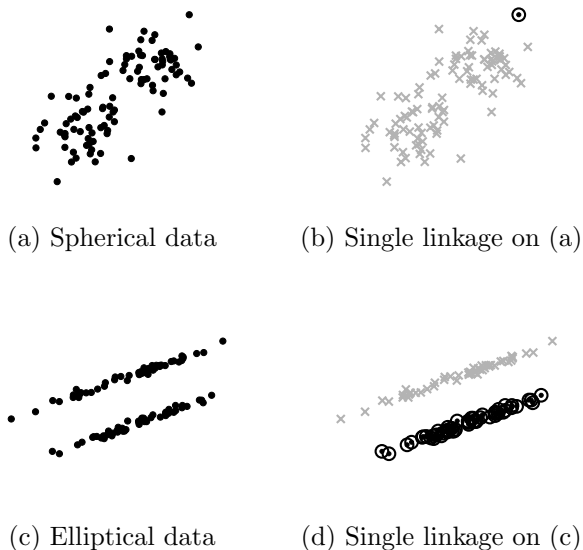 (a) Spherical data
(b) Single linkage on (a)
(c) Elliptical data
(d) Single linkage on (c)